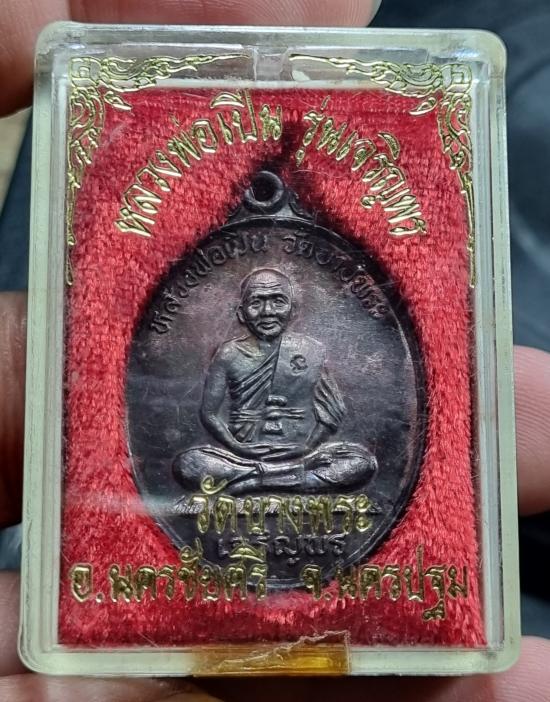 หลวงพ่อเปิ่น รุ่นเจริญพร
หลวงพ่อเปิ่น วัดบางพระ
วัดบางพระ
เจริญพร
อ.นครชัยศรี จ.นครปฐม